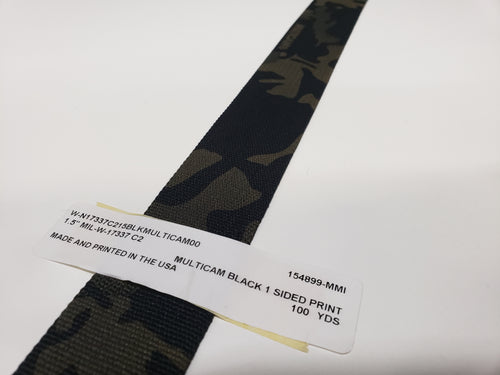 W-N17337C215BLKMULTICAM00
1.5" MIL-W-17337 C2
154899-MMI
MULTICAM BLACK 1 SIDED PRINT
MADE AND PRINTED IN THE USA
100 YDS